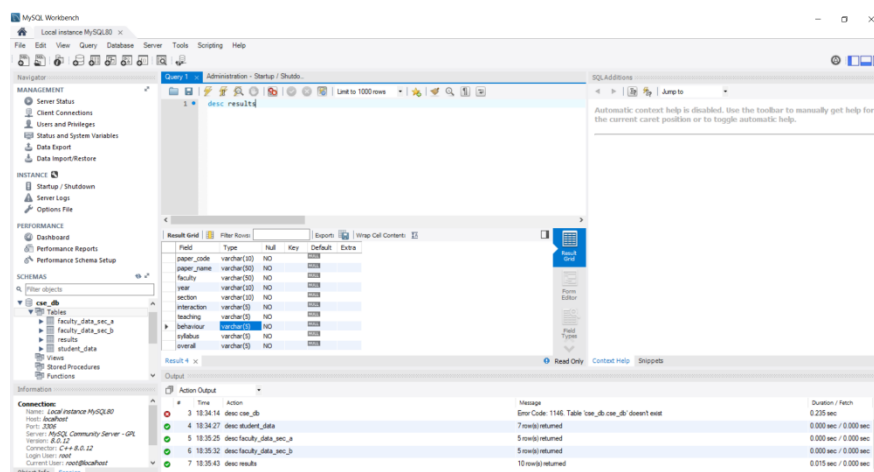 MySQL Workbench
Local instance MySQL80
File Edit View Query Database Server Tools Scripting Help
Navigator
MANAGEMENT
Server Status
Client Connections
Users and Privileges
Status and System Variables
Data Export
Data Import/Restore
INSTANCE
Startup / Shutdown
Server Logs
Options File
PERFORMANCE
Dashboard
Performance Reports
Performance Schema Setup
SCHEMAS
Filter objects
cse_db
Tables
faculty_data_sec_a
faculty_data_sec_b
results
student_data
Views
Stored Procedures
Functions
Information
Connection:
Name: Local instance MySQL80
Host: localhost
Port: 3306
Server: MySQL Community Server - GPL
Version: 8.0.12
Connector: C++ 8.0.12
Login User: root
Current User: root@localhost
Object Info Session
Query 1 Administration - Startup / Shutdo..
Limit to 1000 rows
1 desc results
Result Grid Filter Rows: Export: Wrap Cell Content:
Field Type Null Key Default Extra
paper_code varchar(10) NO NULL
paper_name varchar(50) NO NULL
faculty varchar(50) NO NULL
year varchar(10) NO NULL
section varchar(10) NO NULL
interaction varchar(5) NO NULL
teaching varchar(5) NO NULL
behaviour varchar(5) NO NULL
syllabus varchar(5) NO NULL
overall varchar(5) NO NULL
Result Grid
Form Editor
Field Types
Result 4 Read Only
SQLAdditions
Jump to
Automatic context help is disabled. Use the toolbar to manually get help for
the current caret position or to toggle automatic help.
Context Help Snippets
Output
Action Output
# Time Action Message Duration / Fetch
3 18:34:14 desc cse_db Error Code: 1146. Table 'cse_db.cse_db' doesn't exist 0.235 sec
4 18:34:27 desc student_data 7 row(s) returned 0.000 sec / 0.000 sec
5 18:35:25 desc faculty_data_sec_a 5 row(s) returned 0.000 sec / 0.000 sec
6 18:35:32 desc faculty_data_sec_b 5 row(s) returned 0.000 sec / 0.000 sec
7 18:35:43 desc results 10 row(s) returned 0.015 sec / 0.000 sec